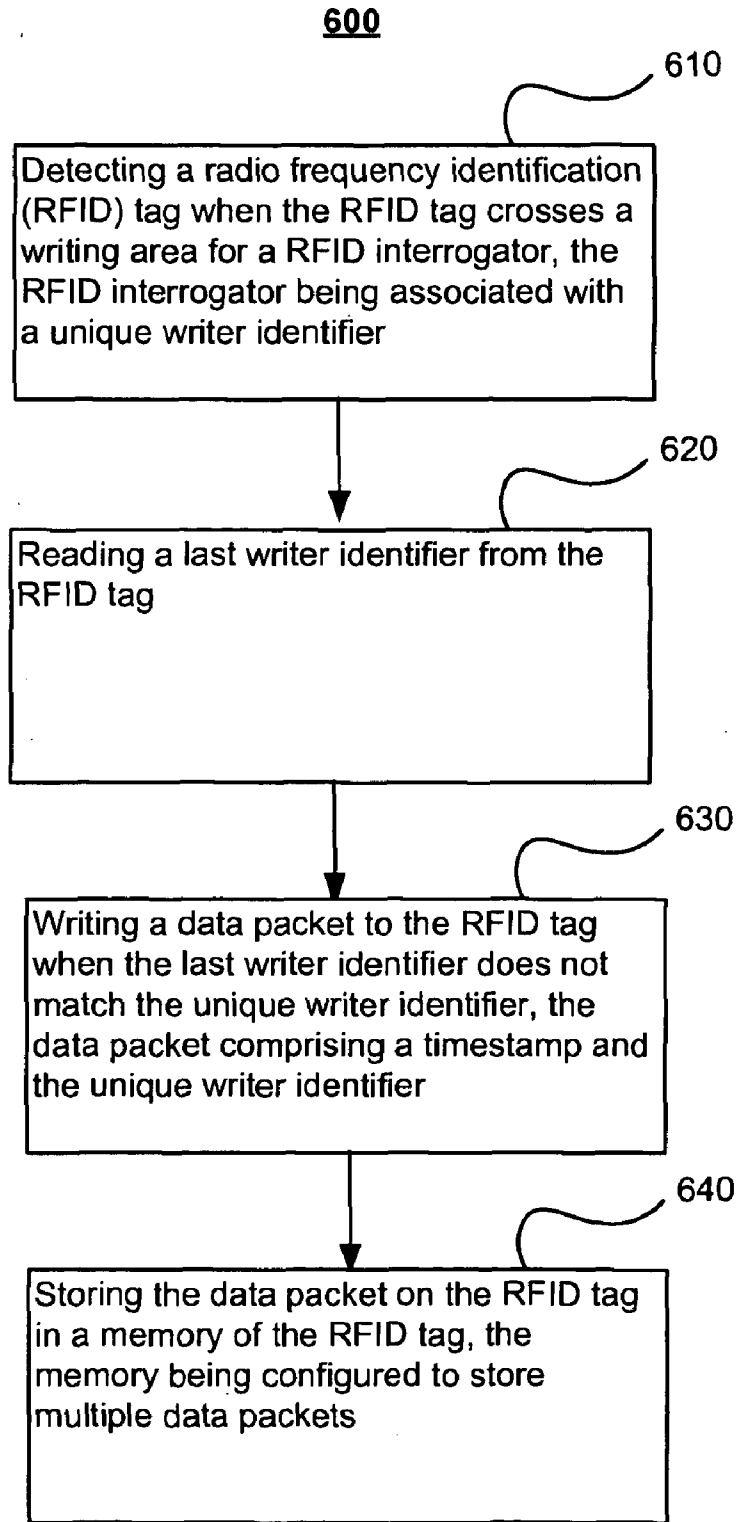 600
610
Detecting a radio frequency identification
(RFID) tag when the RFID tag crosses a
writing area for a RFID interrogator, the
RFID interrogator being associated with
a unique writer identifier
620
Reading a last writer identifier from the
RFID tag
630
Writing a data packet to the RFID tag
when the last writer identifier does not
match the unique writer identifier, the
data packet comprising a timestamp and
the unique writer identifier
640
Storing the data packet on the RFID tag
in a memory of the RFID tag, the
memory being configured to store
multiple data packets